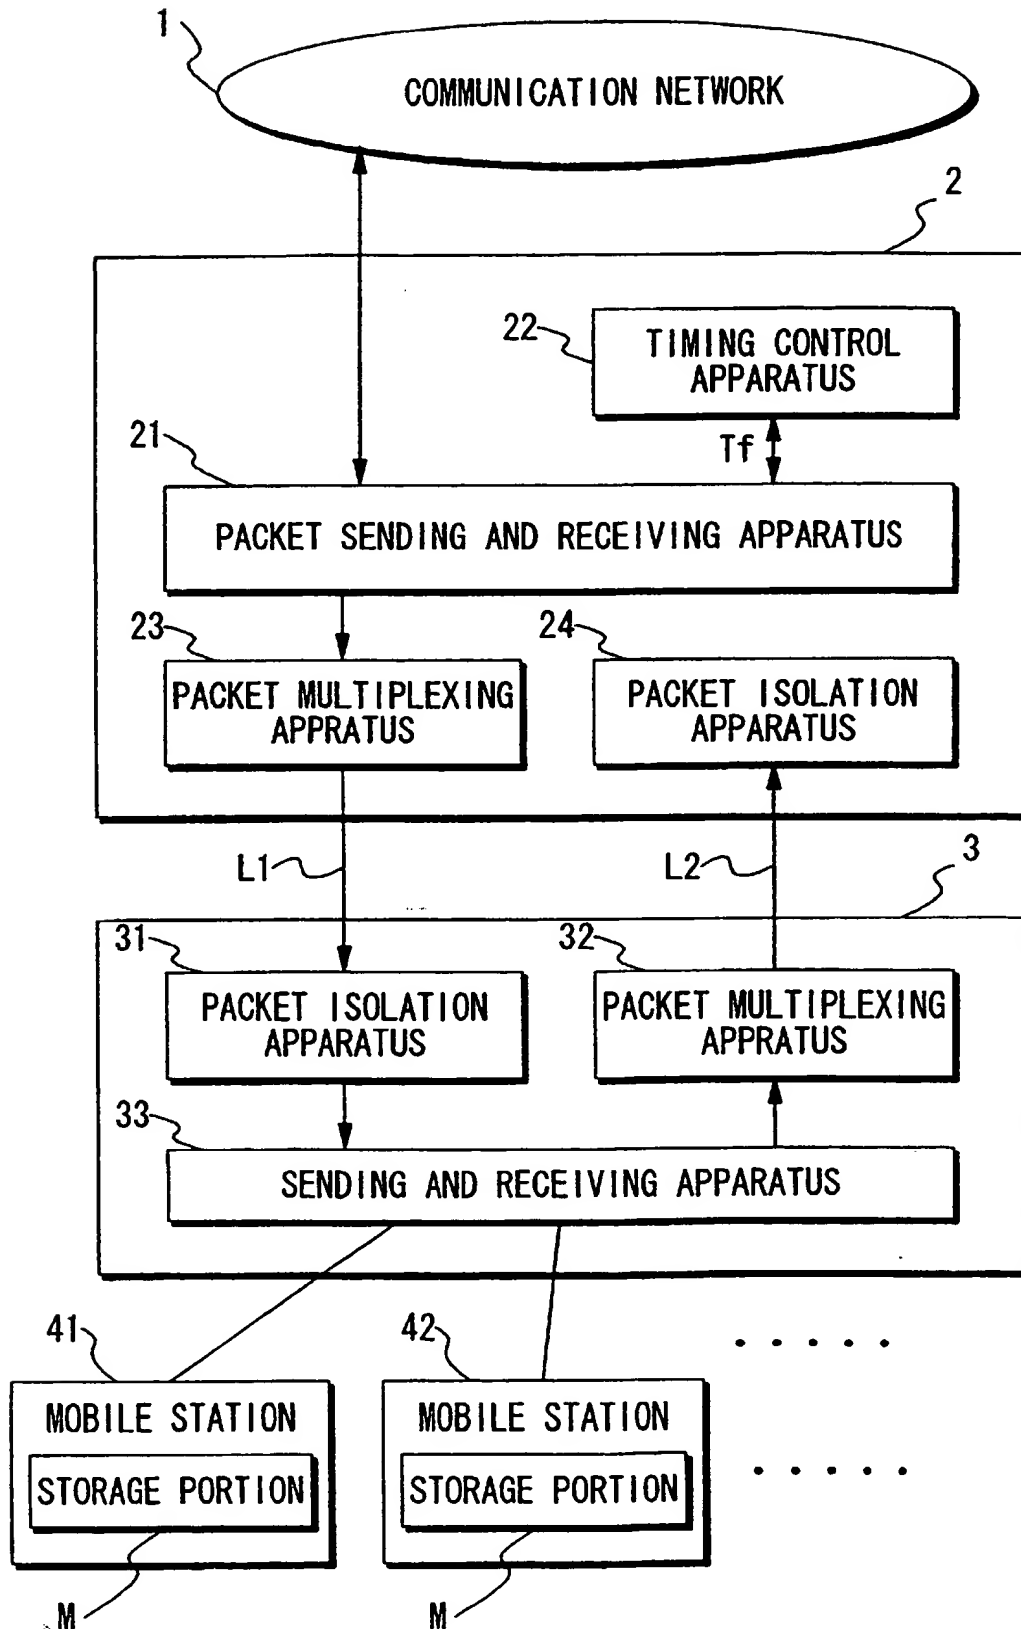 1
COMMUNICATION NETWORK
2
22
TIMING CONTROL
APPARATUS
Tf
21
PACKET SENDING AND RECEIVING APPARATUS
23
PACKET MULTIPLEXING
APPRATUS
24
PACKET ISOLATION
APPARATUS
L1
L2
3
31
PACKET ISOLATION
APPARATUS
32
PACKET MULTIPLEXING
APPRATUS
33
SENDING AND RECEIVING APPARATUS
41
MOBILE STATION
STORAGE PORTION
M
42
MOBILE STATION
STORAGE PORTION
M